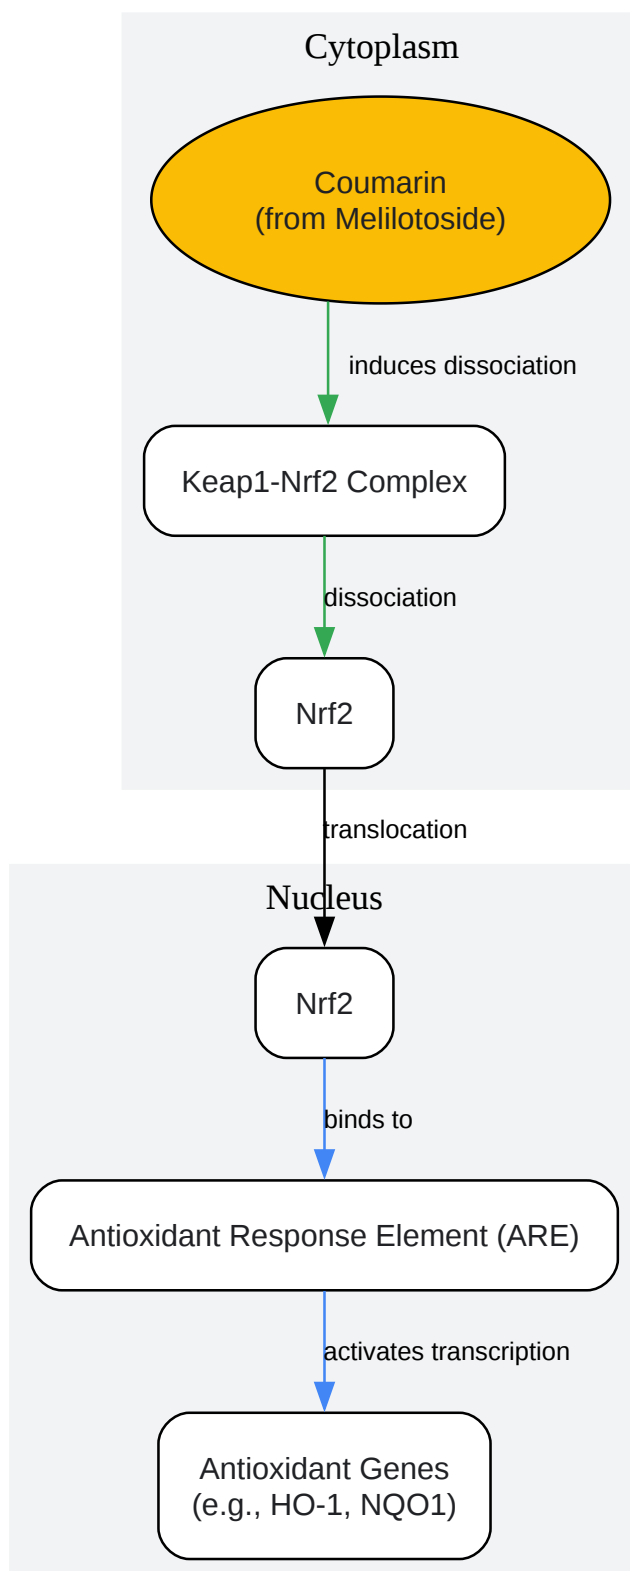 Cytoplasm
Coumarin
(from Melilotoside)
induces dissociation
Keap1-Nrf2 Complex
dissociation
Nrf2
translocation
Nucleus
Nrf2
binds to
Antioxidant Response Element (ARE)
activates transcription
Antioxidant Genes
(e.g., HO-1, NQO1)